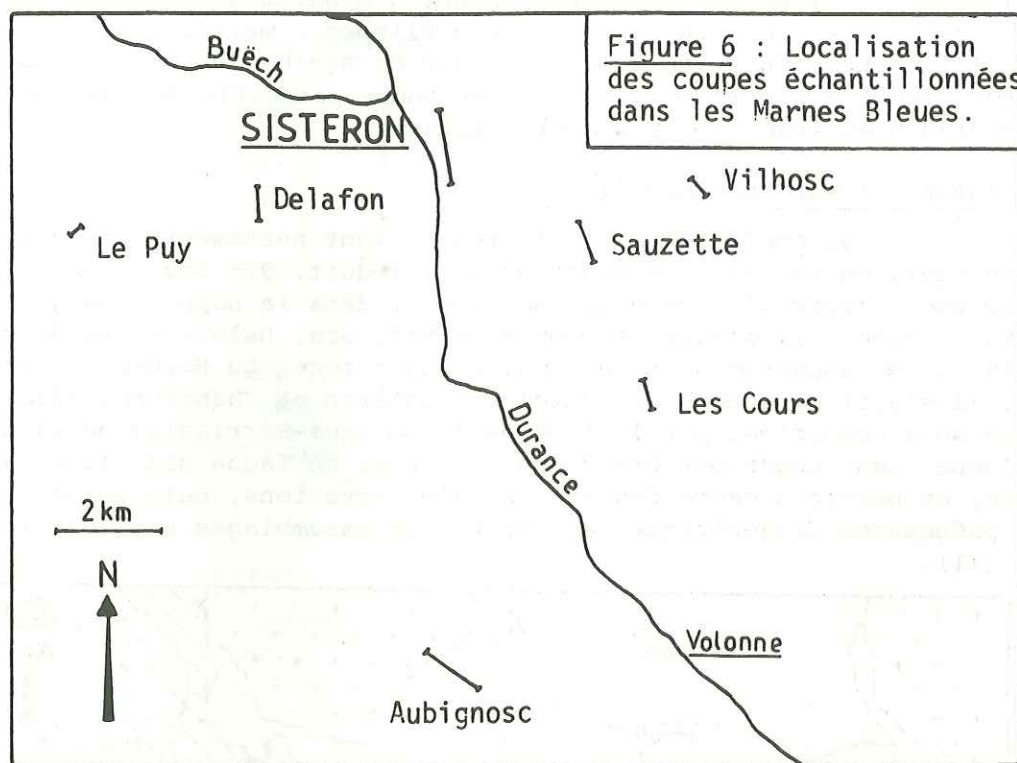 Buëch
Figure 6 : Localisation
des coupes échantillonnées
dans les Marnes Bleues.
SISTERON
Vilhosc
Delafon
Sauzette
Le Puy
Les Cours
Durance
2 km
N
Volonne
Aubignosc